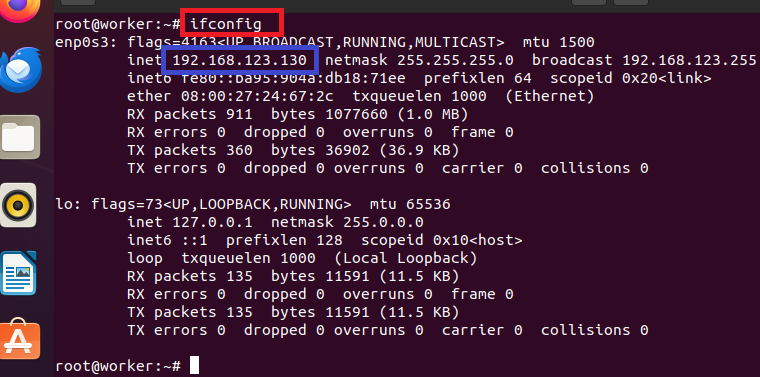 root@worker:~# ifconfig
enp0s3: flags=4163<UP,BROADCAST,RUNNING,MULTICAST>  mtu 1500
        inet 192.168.123.130  netmask 255.255.255.0  broadcast 192.168.123.255
        inet6 fe80::ba95:904a:db18:71ee  prefixlen 64  scopeid 0x20<link>
        ether 08:00:27:24:67:2c  txqueuelen 1000  (Ethernet)
        RX packets 911  bytes 1077660 (1.0 MB)
        RX errors 0  dropped 0  overruns 0  frame 0
        TX packets 360  bytes 36902 (36.9 KB)
        TX errors 0  dropped 0 overruns 0  carrier 0  collisions 0
lo: flags=73<UP,LOOPBACK,RUNNING>  mtu 65536
        inet 127.0.0.1  netmask 255.0.0.0
        inet6 ::1  prefixlen 128  scopeid 0x10<host>
        loop  txqueuelen 1000  (Local Loopback)
        RX packets 135  bytes 11591 (11.5 KB)
        RX errors 0  dropped 0  overruns 0  frame 0
        TX packets 135  bytes 11591 (11.5 KB)
        TX errors 0  dropped 0 overruns 0  carrier 0  collisions 0
root@worker:~#